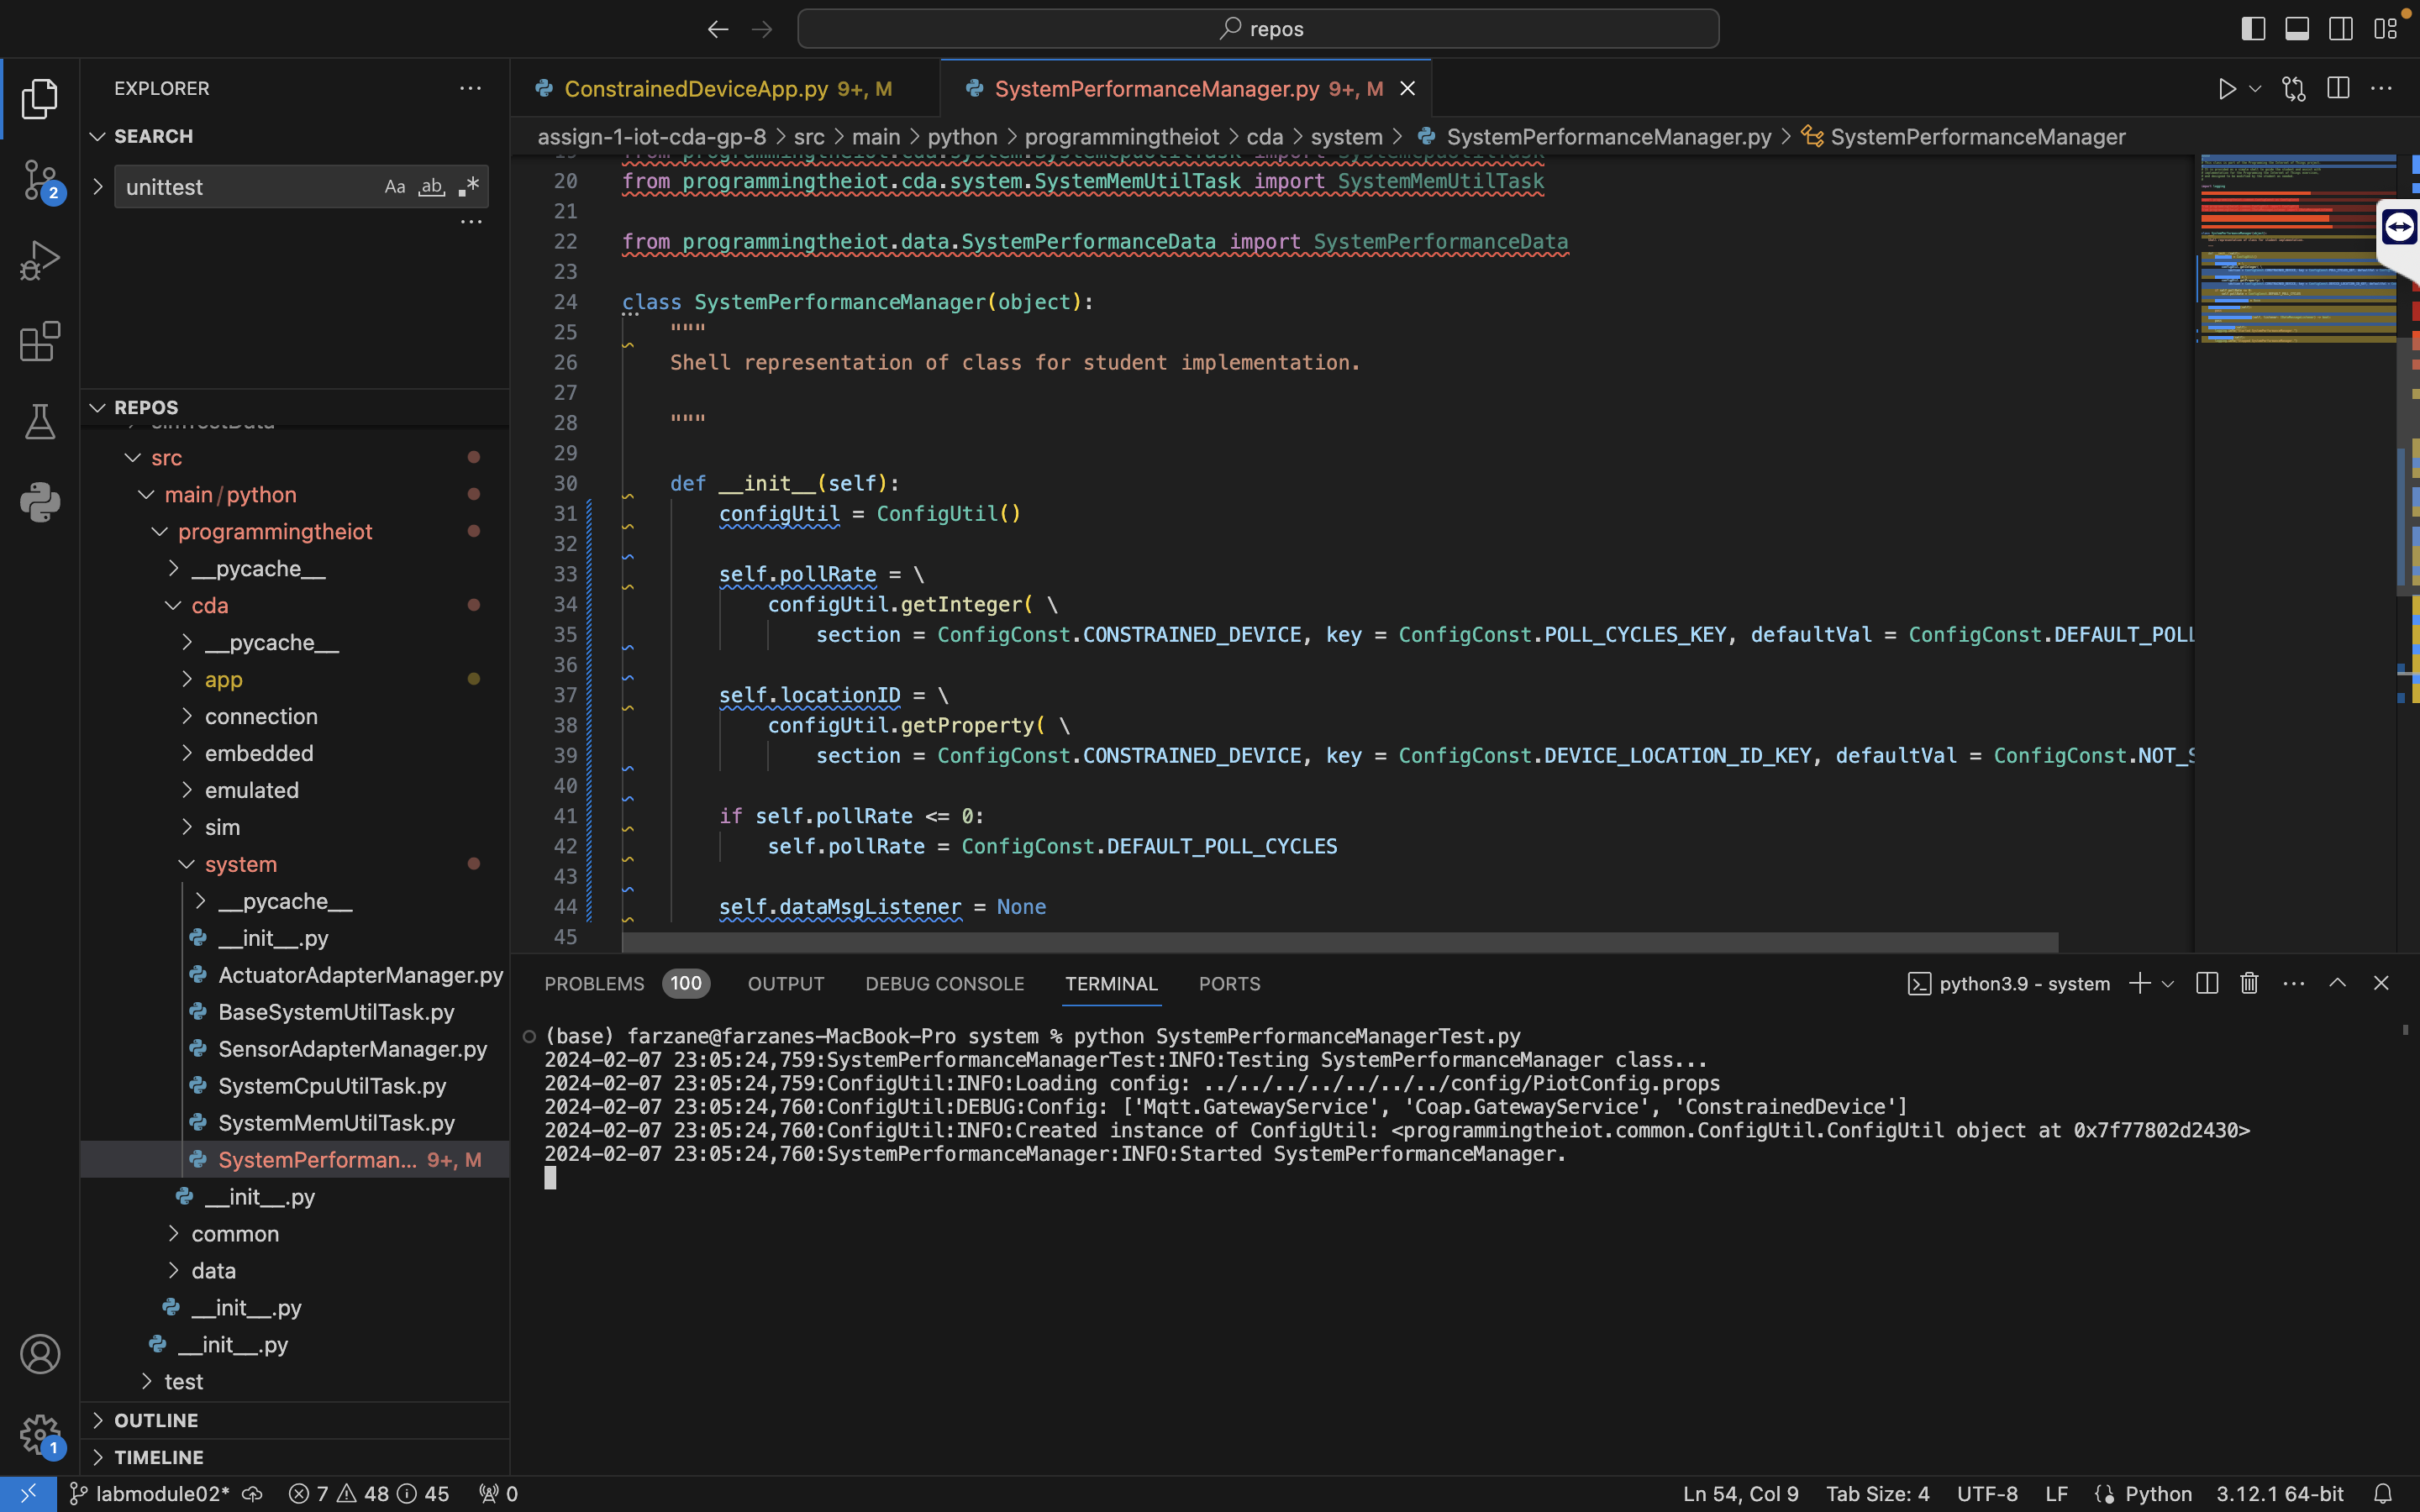 repos
EXPLORER
SEARCH
unittest
Aa ab .*
REPOS
src
main / python
programmingtheiot
__pycache__
cda
__pycache__
app
connection
embedded
emulated
sim
system
__pycache__
__init__.py
ActuatorAdapterManager.py
BaseSystemUtilTask.py
SensorAdapterManager.py
SystemCpuUtilTask.py
SystemMemUtilTask.py
SystemPerforman... 9+, M
__init__.py
common
data
__init__.py
__init__.py
test
OUTLINE
TIMELINE
2
1
ConstrainedDeviceApp.py 9+, M
SystemPerformanceManager.py 9+, M
assign-1-iot-cda-gp-8 > src > main > python > programmingtheiot > cda > system > SystemPerformanceManager.py > SystemPerformanceManager
20 from programmingtheiot.cda.system.SystemMemUtilTask import SystemMemUtilTask
21
22 from programmingtheiot.data.SystemPerformanceData import SystemPerformanceData
23
24 class SystemPerformanceManager(object):
25 """
26 Shell representation of class for student implementation.
27
28 """
29
30 def __init__(self):
31 configUtil = ConfigUtil()
32
33 self.pollRate = \
34 configUtil.getInteger( \
35 section = ConfigConst.CONSTRAINED_DEVICE, key = ConfigConst.POLL_CYCLES_KEY, defaultVal = ConfigConst.DEFAULT_POLL
36
37 self.locationID = \
38 configUtil.getProperty( \
39 section = ConfigConst.CONSTRAINED_DEVICE, key = ConfigConst.DEVICE_LOCATION_ID_KEY, defaultVal = ConfigConst.NOT_S
40
41 if self.pollRate <= 0:
42 self.pollRate = ConfigConst.DEFAULT_POLL_CYCLES
43
44 self.dataMsgListener = None
45
PROBLEMS 100 OUTPUT DEBUG CONSOLE TERMINAL PORTS
python3.9 - system
(base) farzane@farzanes-MacBook-Pro system % python SystemPerformanceManagerTest.py
2024-02-07 23:05:24,759:SystemPerformanceManagerTest:INFO:Testing SystemPerformanceManager class...
2024-02-07 23:05:24,759:ConfigUtil:INFO:Loading config: ../../../../../../../config/PiotConfig.props
2024-02-07 23:05:24,760:ConfigUtil:DEBUG:Config: ['Mqtt.GatewayService', 'Coap.GatewayService', 'ConstrainedDevice']
2024-02-07 23:05:24,760:ConfigUtil:INFO:Created instance of ConfigUtil: <programmingtheiot.common.ConfigUtil.ConfigUtil object at 0x7f77802d2430>
2024-02-07 23:05:24,760:SystemPerformanceManager:INFO:Started SystemPerformanceManager.
labmodule02* 7 48 45 0
Ln 54, Col 9 Tab Size: 4 UTF-8 LF Python 3.12.1 64-bit